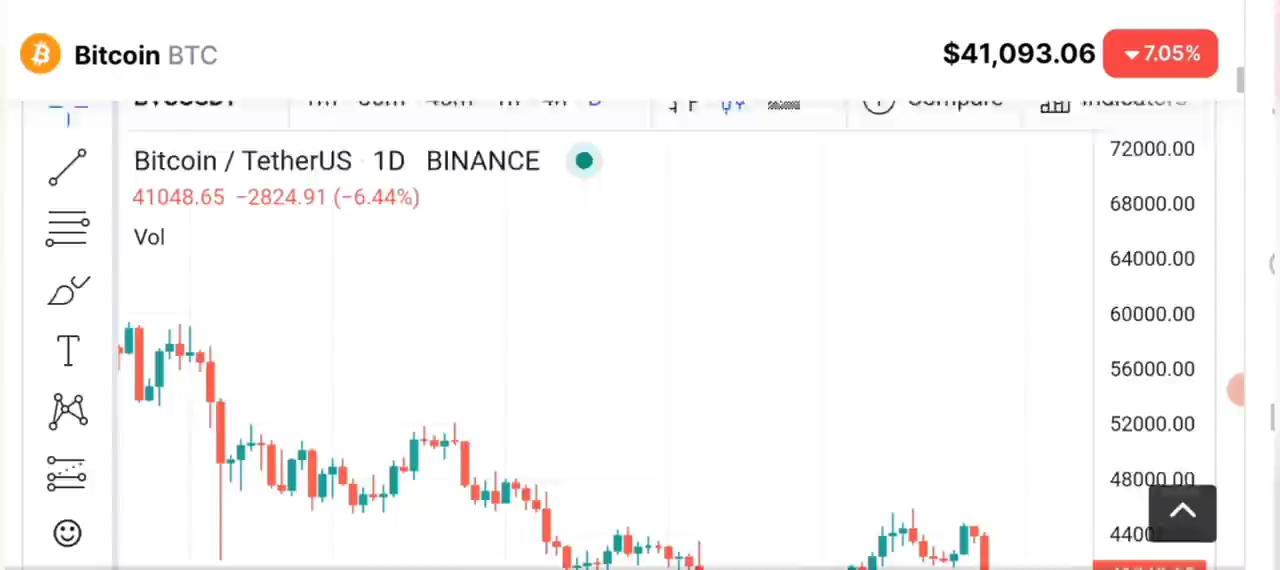 Bitcoin BTC
$41,093.06 7.05%
Compare
Bitcoin / TetherUS · 1D BINANCE
41048.65 −2824.91 (−6.44%)
Vol
72000.00
68000.00
64000.00
60000.00
56000.00
52000.00
48000.00
T